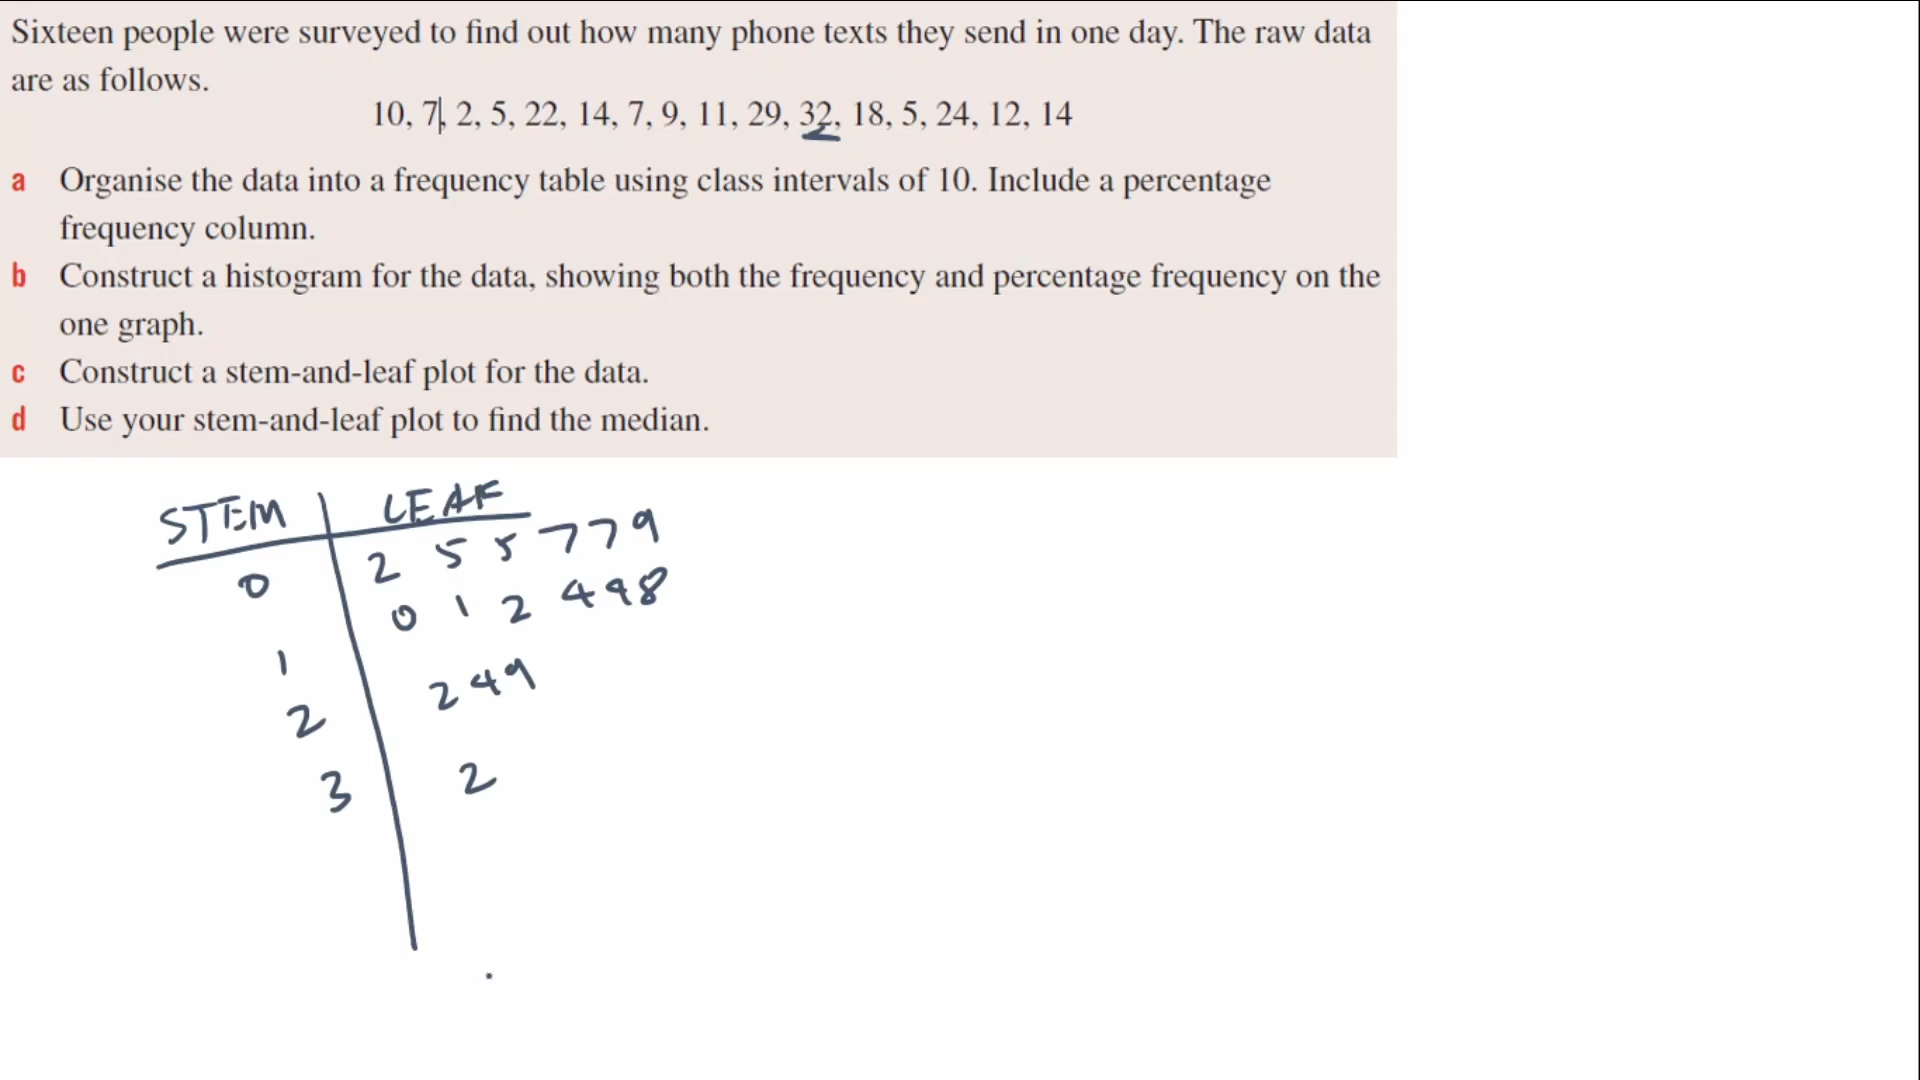 Sixteen people were surveyed to find out how many phone texts they send in one day. The raw data
are as follows.
10, 7, 2, 5, 22, 14, 7, 9, 11, 29, 32, 18, 5, 24, 12, 14
a Organise the data into a frequency table using class intervals of 10. Include a percentage
frequency column.
b Construct a histogram for the data, showing both the frequency and percentage frequency on the
one graph.
c Construct a stem-and-leaf plot for the data.
d Use your stem-and-leaf plot to find the median.
STEM | LEAF
0 | 2 5 5 7 7 9
1 | 0 1 2 4 4 8
2 | 2 4 9
3 | 2